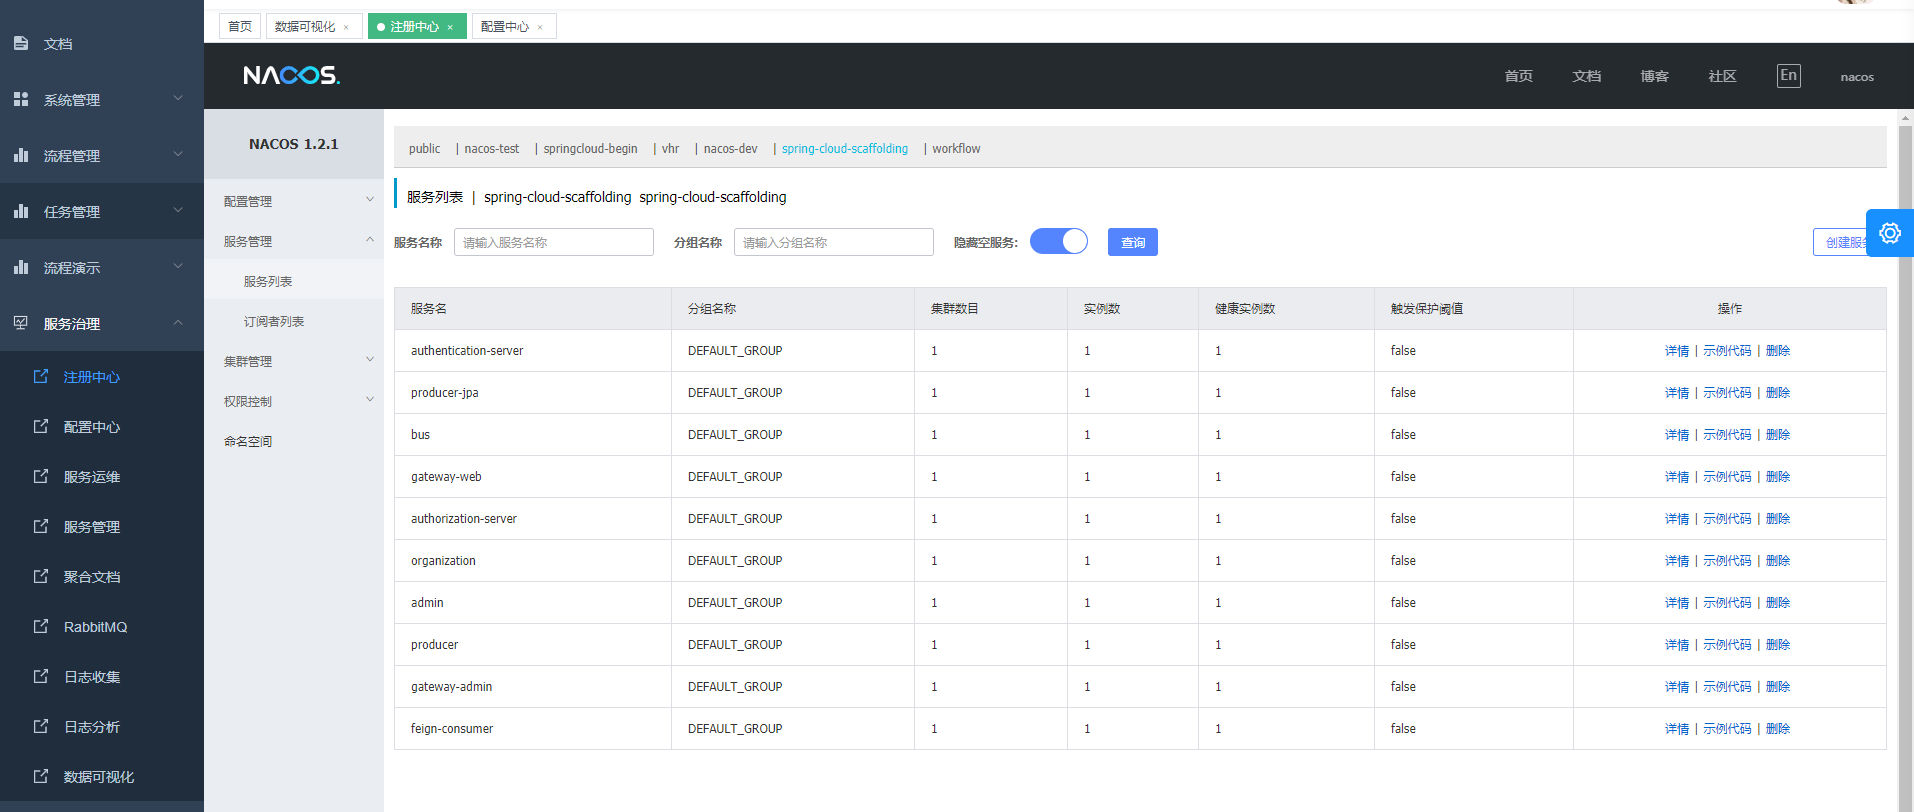 文档
系统管理
流程管理
任务管理
流程演示
服务治理
注册中心
配置中心
服务运维
服务管理
聚合文档
RabbitMQ
日志收集
日志分析
数据可视化
首页 数据可视化 × 注册中心 × 配置中心 ×
NACOS. 首页 文档 博客 社区 En nacos
NACOS 1.2.1
配置管理
服务管理
服务列表
订阅者列表
集群管理
权限控制
命名空间
public | nacos-test | springcloud-begin | vhr | nacos-dev | spring-cloud-scaffolding | workflow
服务列表 | spring-cloud-scaffolding spring-cloud-scaffolding
服务名称 请输入服务名称 分组名称 请输入分组名称 隐藏空服务: 查询 创建服
服务名 分组名称 集群数目 实例数 健康实例数 触发保护阈值 操作
authentication-server DEFAULT_GROUP 1 1 1 false 详情 | 示例代码 | 删除
producer-jpa DEFAULT_GROUP 1 1 1 false 详情 | 示例代码 | 删除
bus DEFAULT_GROUP 1 1 1 false 详情 | 示例代码 | 删除
gateway-web DEFAULT_GROUP 1 1 1 false 详情 | 示例代码 | 删除
authorization-server DEFAULT_GROUP 1 1 1 false 详情 | 示例代码 | 删除
organization DEFAULT_GROUP 1 1 1 false 详情 | 示例代码 | 删除
admin DEFAULT_GROUP 1 1 1 false 详情 | 示例代码 | 删除
producer DEFAULT_GROUP 1 1 1 false 详情 | 示例代码 | 删除
gateway-admin DEFAULT_GROUP 1 1 1 false 详情 | 示例代码 | 删除
feign-consumer DEFAULT_GROUP 1 1 1 false 详情 | 示例代码 | 删除